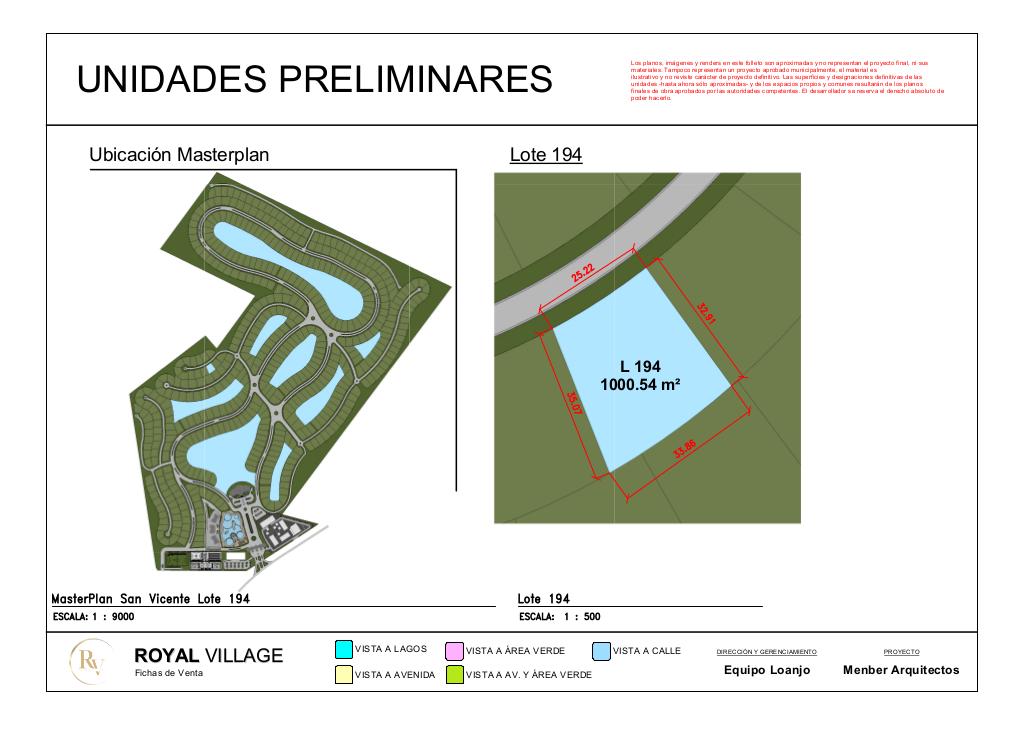 UNIDADES PRELIMINARES
Los planos, imágenes y renders en este folleto son aproximadas y no representan el proyecto final, ni sus
materiales. Tampoco representan un proyecto aprobado municipalmente, el material es
ilustrativo y no reviste carácter de proyecto definitivo. Las superficies y designaciones definitivas de las
unidades -hasta ahora sólo aproximadas- y de los espacios propios y comunes resultarán de los planos
finales de obra aprobados por las autoridades competentes. El desarrollador se reserva el derecho absoluto de
poder hacerlo.
Ubicación Masterplan
Lote 194
25.22
32.91
L 194
1000.54 m²
35.07
33.86
MasterPlan San Vicente Lote 194
ESCALA: 1 : 9000
Lote 194
ESCALA: 1 : 500
RV
ROYAL VILLAGE
Fichas de Venta
VISTA A LAGOS
VISTA A ÁREA VERDE
VISTA A CALLE
VISTA A AVENIDA
VISTA A AV. Y ÁREA VERDE
DIRECCIÓN Y GERENCIAMIENTO
Equipo Loanjo
PROYECTO
Menber Arquitectos